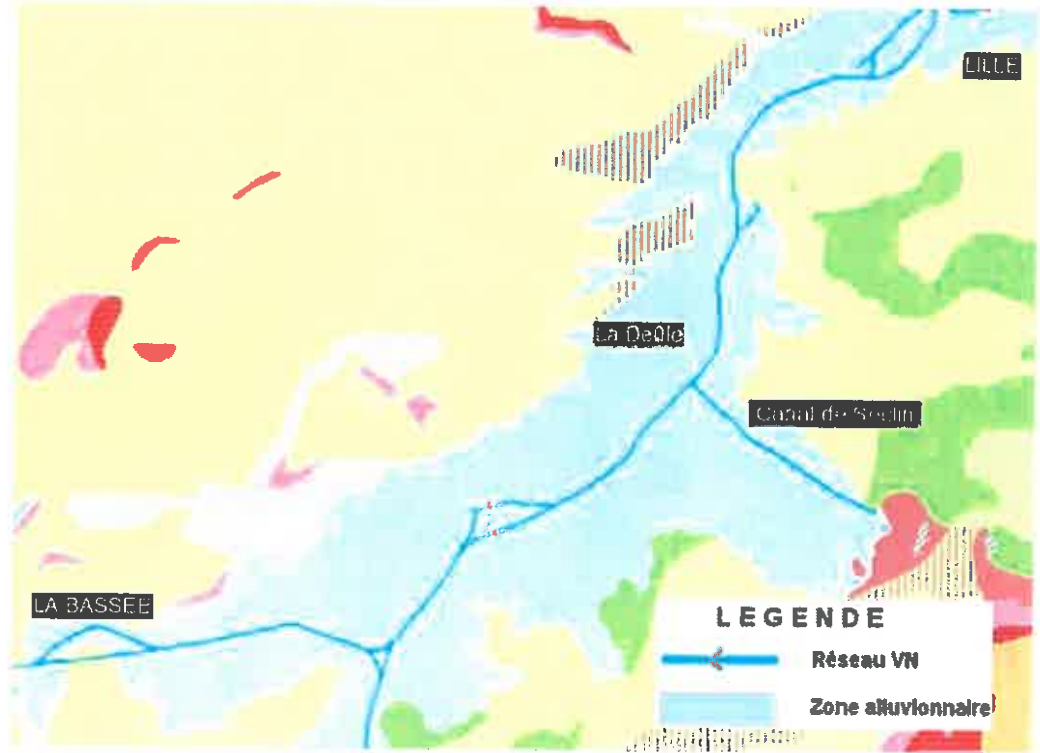 LILLE
La Deûle
Canal de Seclin
LA BASSEE
LEGENDE
Réseau VN
Zone alluvionnaire